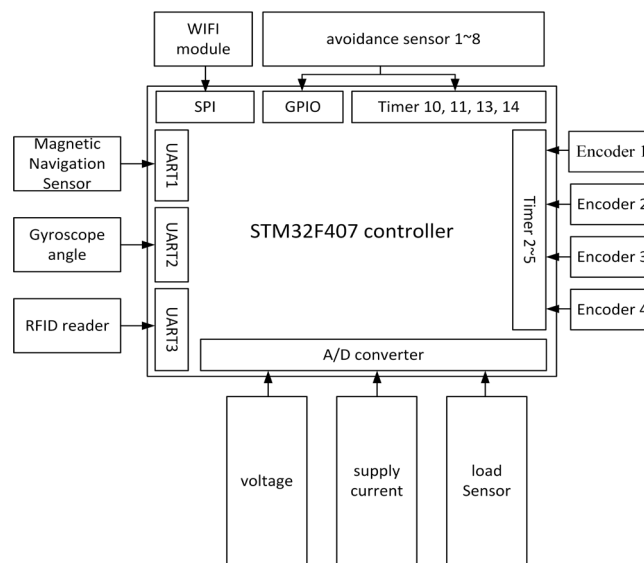 WIFI
module
avoidance sensor 1~8
SPI
GPIO
Timer 10, 11, 13, 14
Magnetic
Navigation
Sensor
UART1
Gyroscope
angle
UART2
RFID reader
UART3
STM32F407 controller
Timer 2~5
Encoder 1
Encoder 2
Encoder 3
Encoder 4
A/D converter
voltage
supply
current
load
Sensor